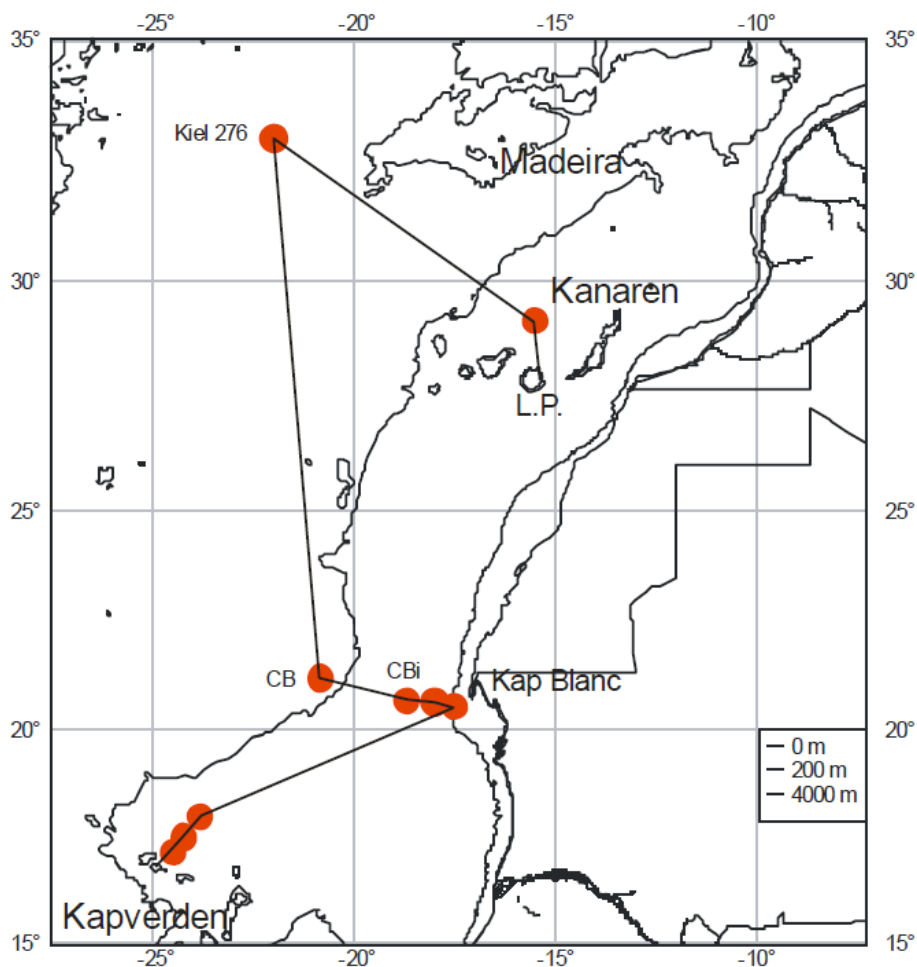 -25° -20° -15° -10°
35° 35°
Kiel 276
Madeira
30° 30°
Kanaren
L.P.
25° 25°
CB CBi
Kap Blanc
20° 20°
0 m
200 m
4000 m
Kapverden
15° 15°
-25° -20° -15° -10°